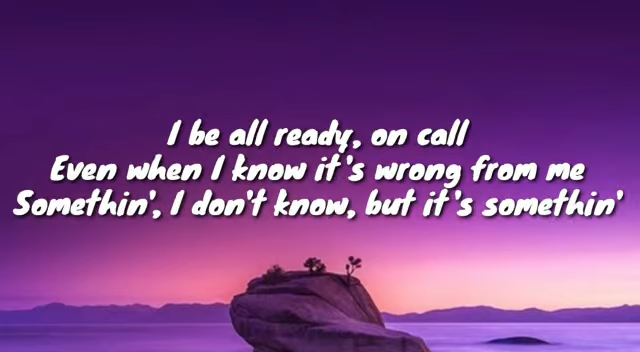 I be all ready, on call
Even when I know it's wrong from me
Somethin', I don't know, but it's somethin'